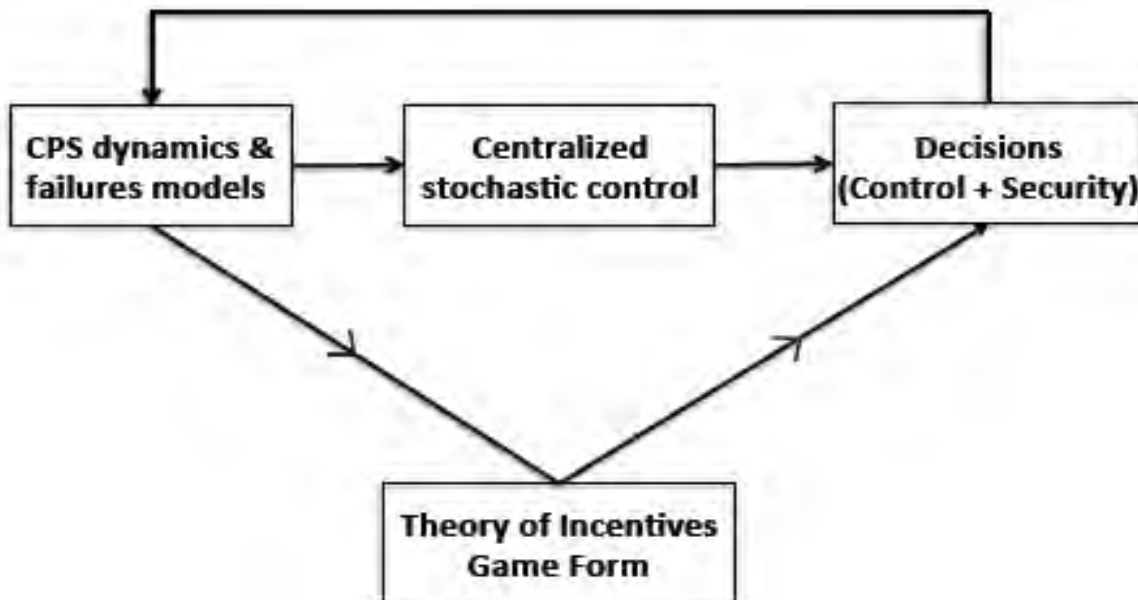 CPS dynamics &
failures models
Centralized
stochastic control
Decisions
(Control + Security)
Theory of Incentives
Game Form